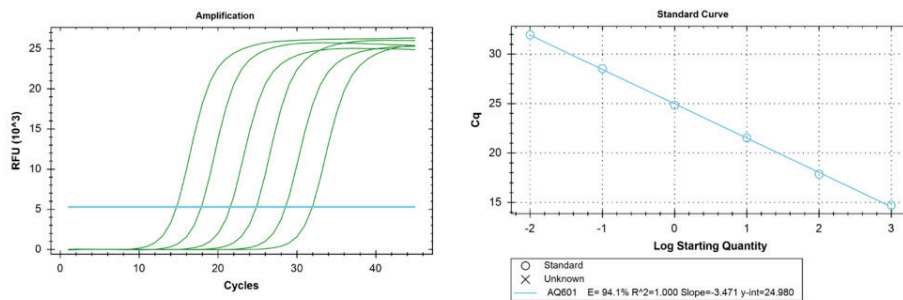 Amplification
RFU (10^3)
25
20
15
10
5
0
0
10
20
30
40
Cycles
Standard Curve
Cq
30
25
20
15
-2
-1
0
1
2
3
Log Starting Quantity
Standard
Unknown
AQ601 E= 94.1% R^2=1.000 Slope=-3.471 y-int=24.980